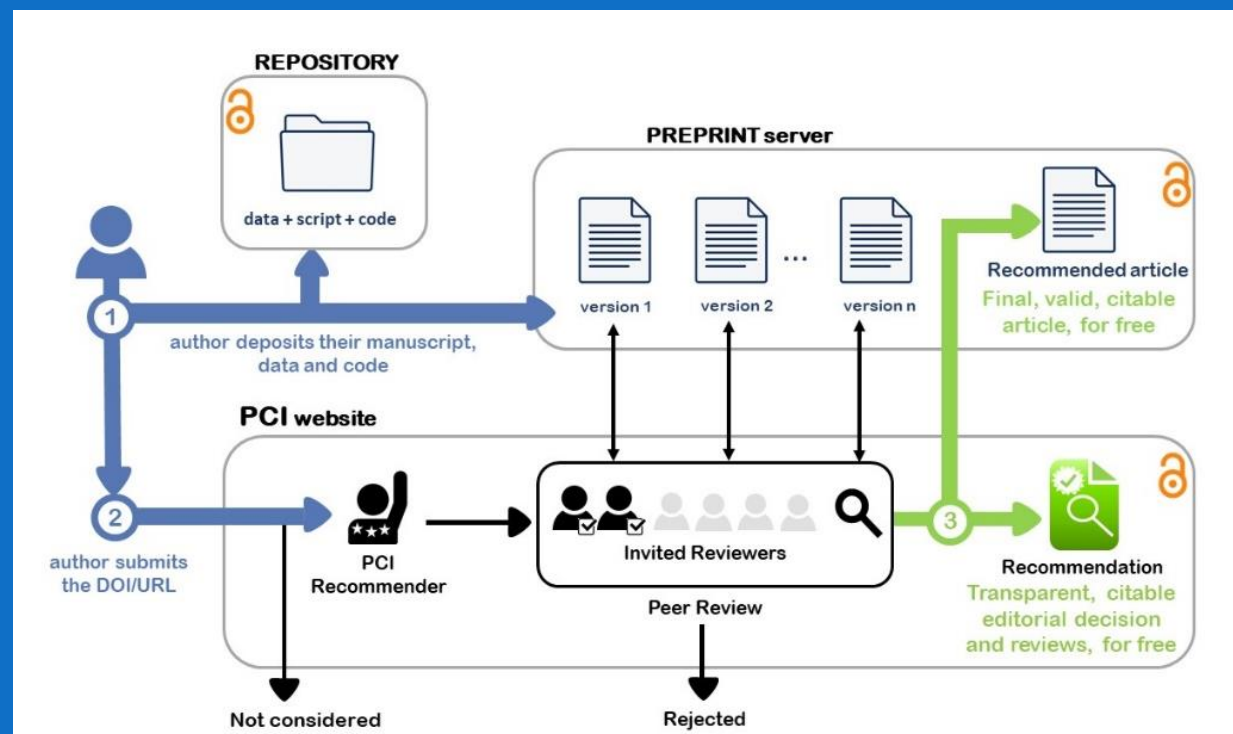 REPOSITORY
data + script + code
PREPRINT server
version 1
version 2
...
version n
Recommended article
Final, valid, citable
article, for free
1
author deposits their manuscript,
data and code
PCI website
2
author submits
the DOI/URL
PCI
Recommender
Invited Reviewers
Peer Review
3
Recommendation
Transparent, citable
editorial decision
and reviews, for free
Not considered
Rejected